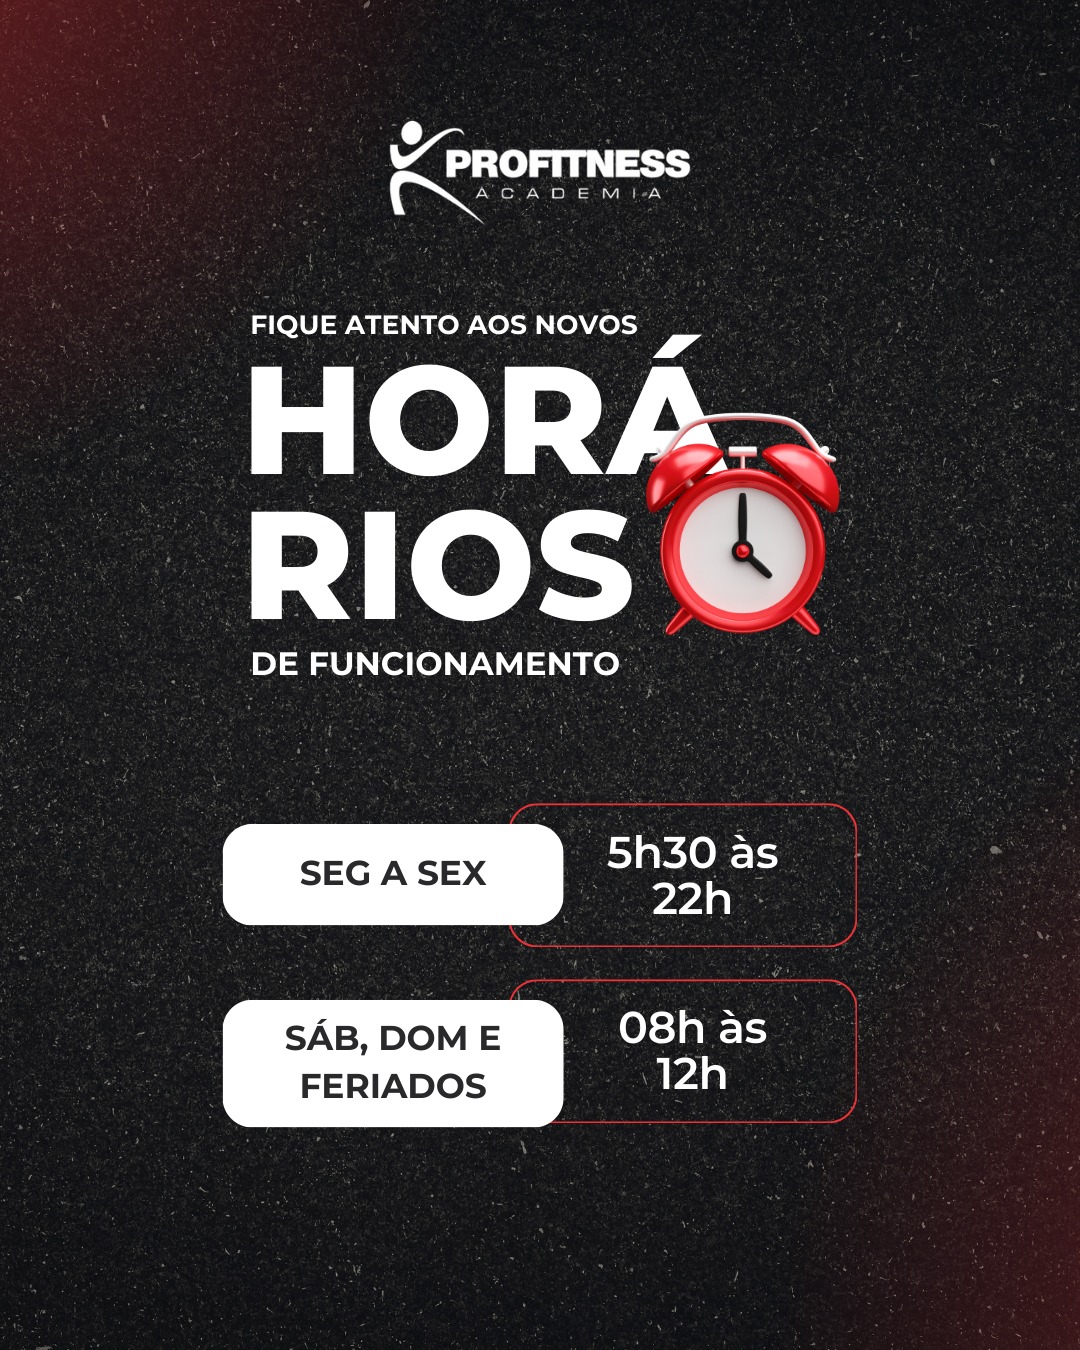 PROFITNESS
ACADEMIA
FIQUE ATENTO AOS NOVOS
HORÁ
RIOS
DE FUNCIONAMENTO
SEG A SEX
5h30 às
22h
SÁB, DOM E
FERIADOS
08h às
12h